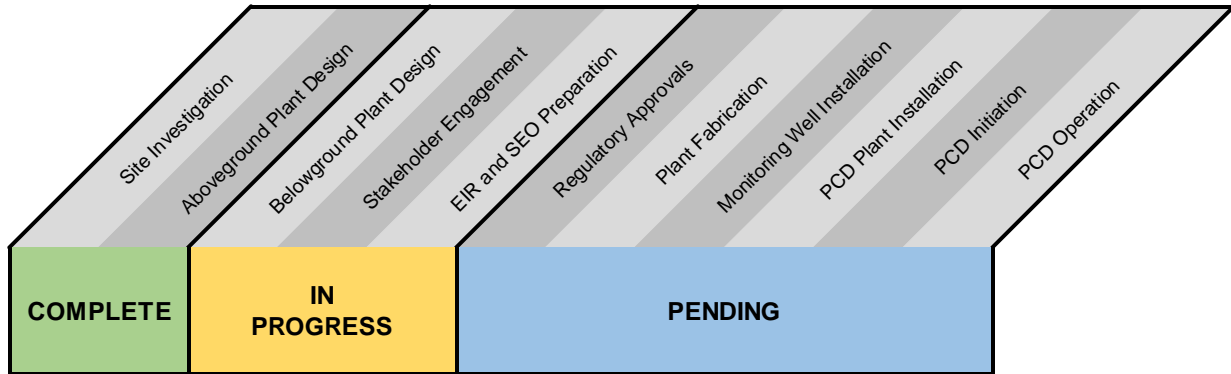 Site Investigation
Aboveground Plant Design
Belowground Plant Design
Stakeholder Engagement
EIR and SEO Preparation
Regulatory Approvals
Plant Fabrication
Monitoring Well Installation
PCD Plant Installation
PCD Initiation
PCD Operation
COMPLETE
IN
PROGRESS
PENDING